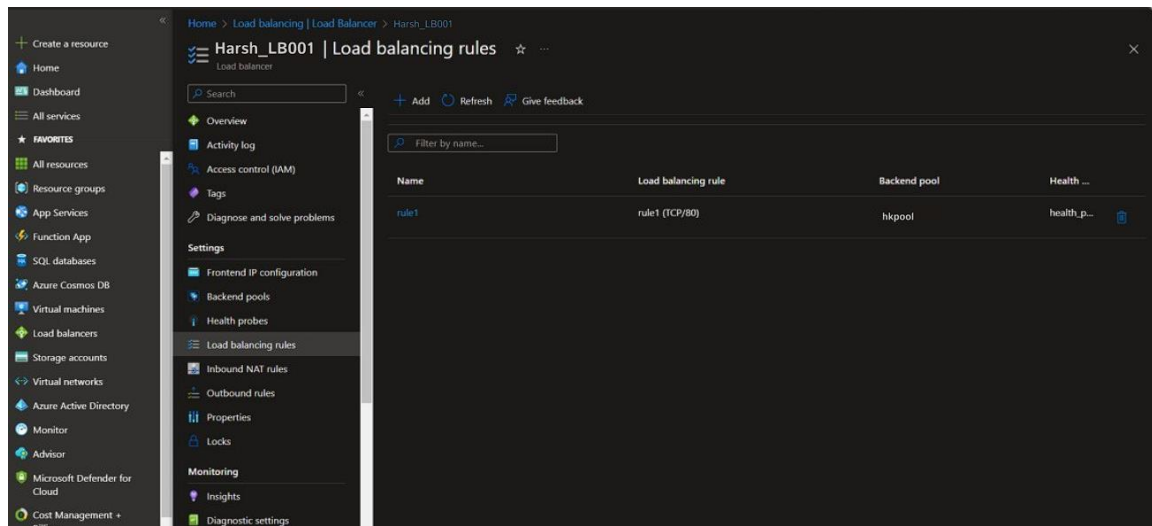 Home > Load balancing | Load Balancer > Harsh_LB001
Harsh_LB001 | Load balancing rules
Load balancer
Create a resource
Home
Dashboard
All services
FAVORITES
All resources
Resource groups
App Services
Function App
SQL databases
Azure Cosmos DB
Virtual machines
Load balancers
Storage accounts
Virtual networks
Azure Active Directory
Monitor
Advisor
Microsoft Defender for
Cloud
Cost Management +
Search
Overview
Activity log
Access control (IAM)
Tags
Diagnose and solve problems
Settings
Frontend IP configuration
Backend pools
Health probes
Load balancing rules
Inbound NAT rules
Outbound rules
Properties
Locks
Monitoring
Insights
Diagnostic settings
Add Refresh Give feedback
Filter by name...
Name Load balancing rule Backend pool Health ...
rule1 rule1 (TCP/80) hkpool health_p...